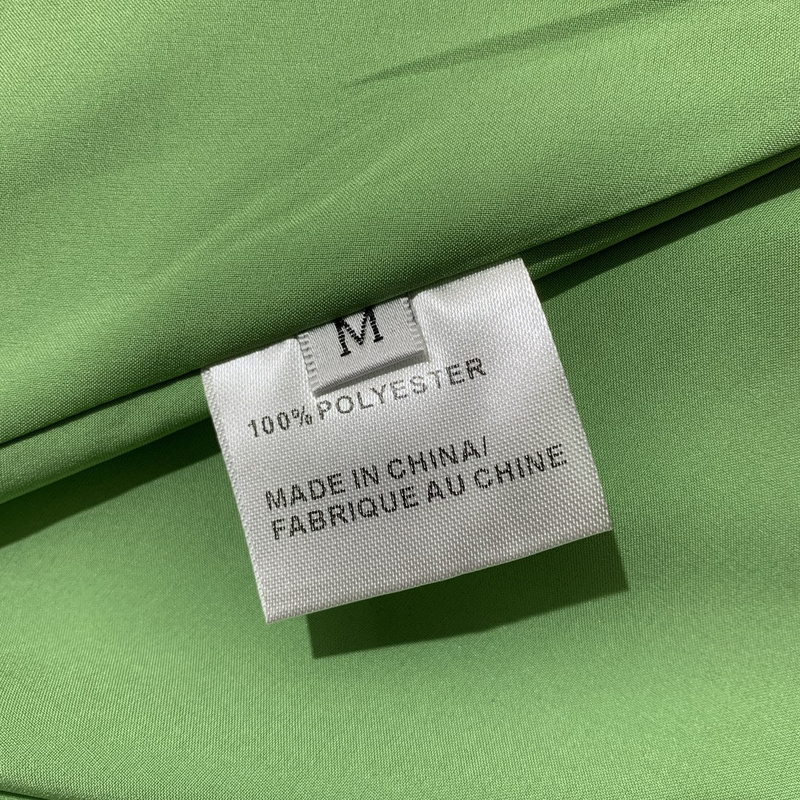 M
100% POLYESTER
MADE IN CHINA/
FABRIQUE AU CHINE